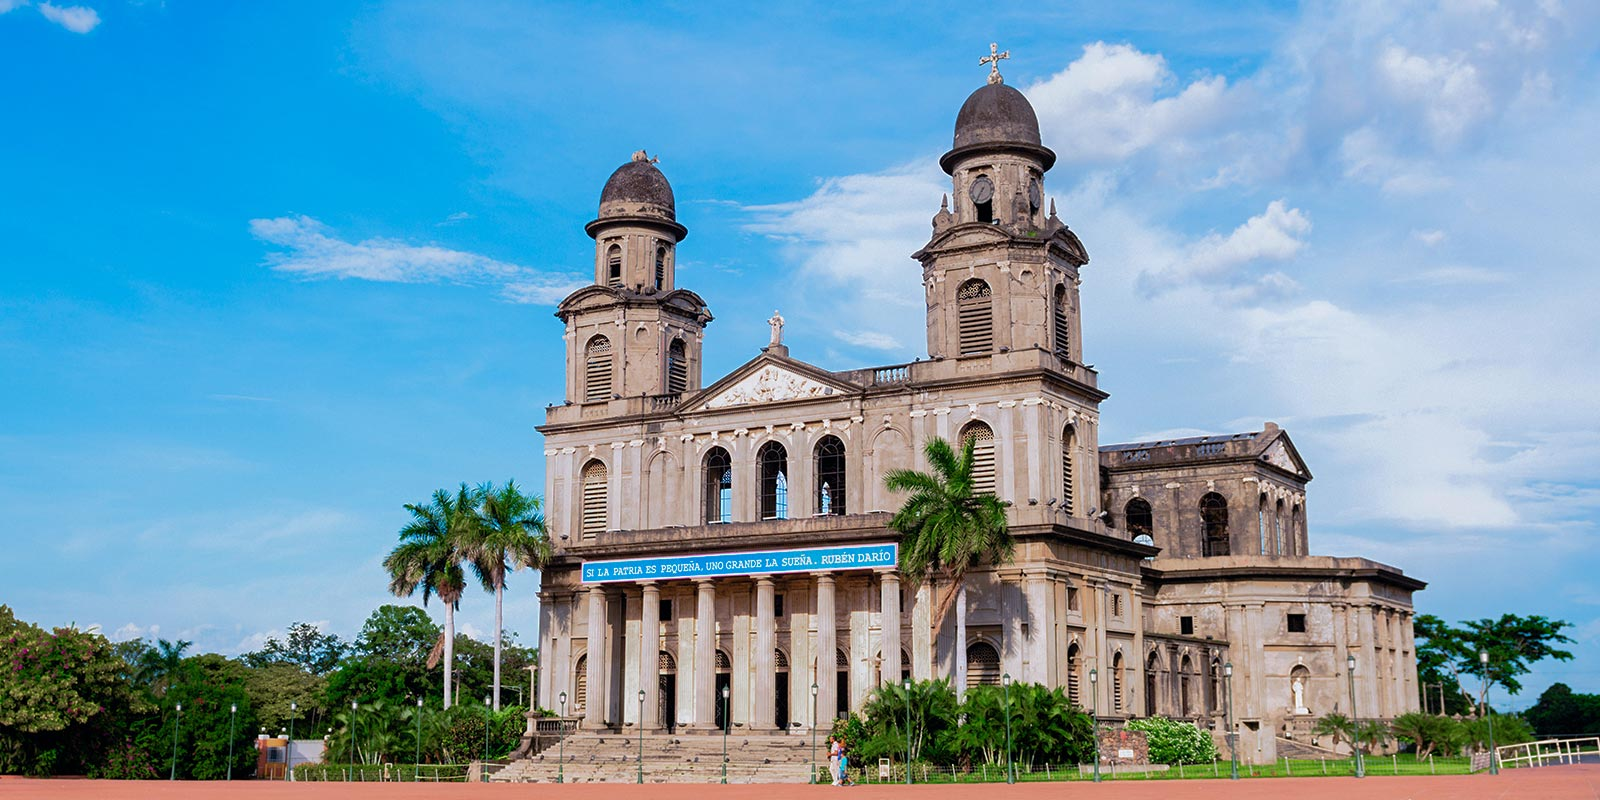 SI LA PATRIA ES PEQUEÑA, UNO GRANDE LA SUEÑA. RUBÉN DARÍO